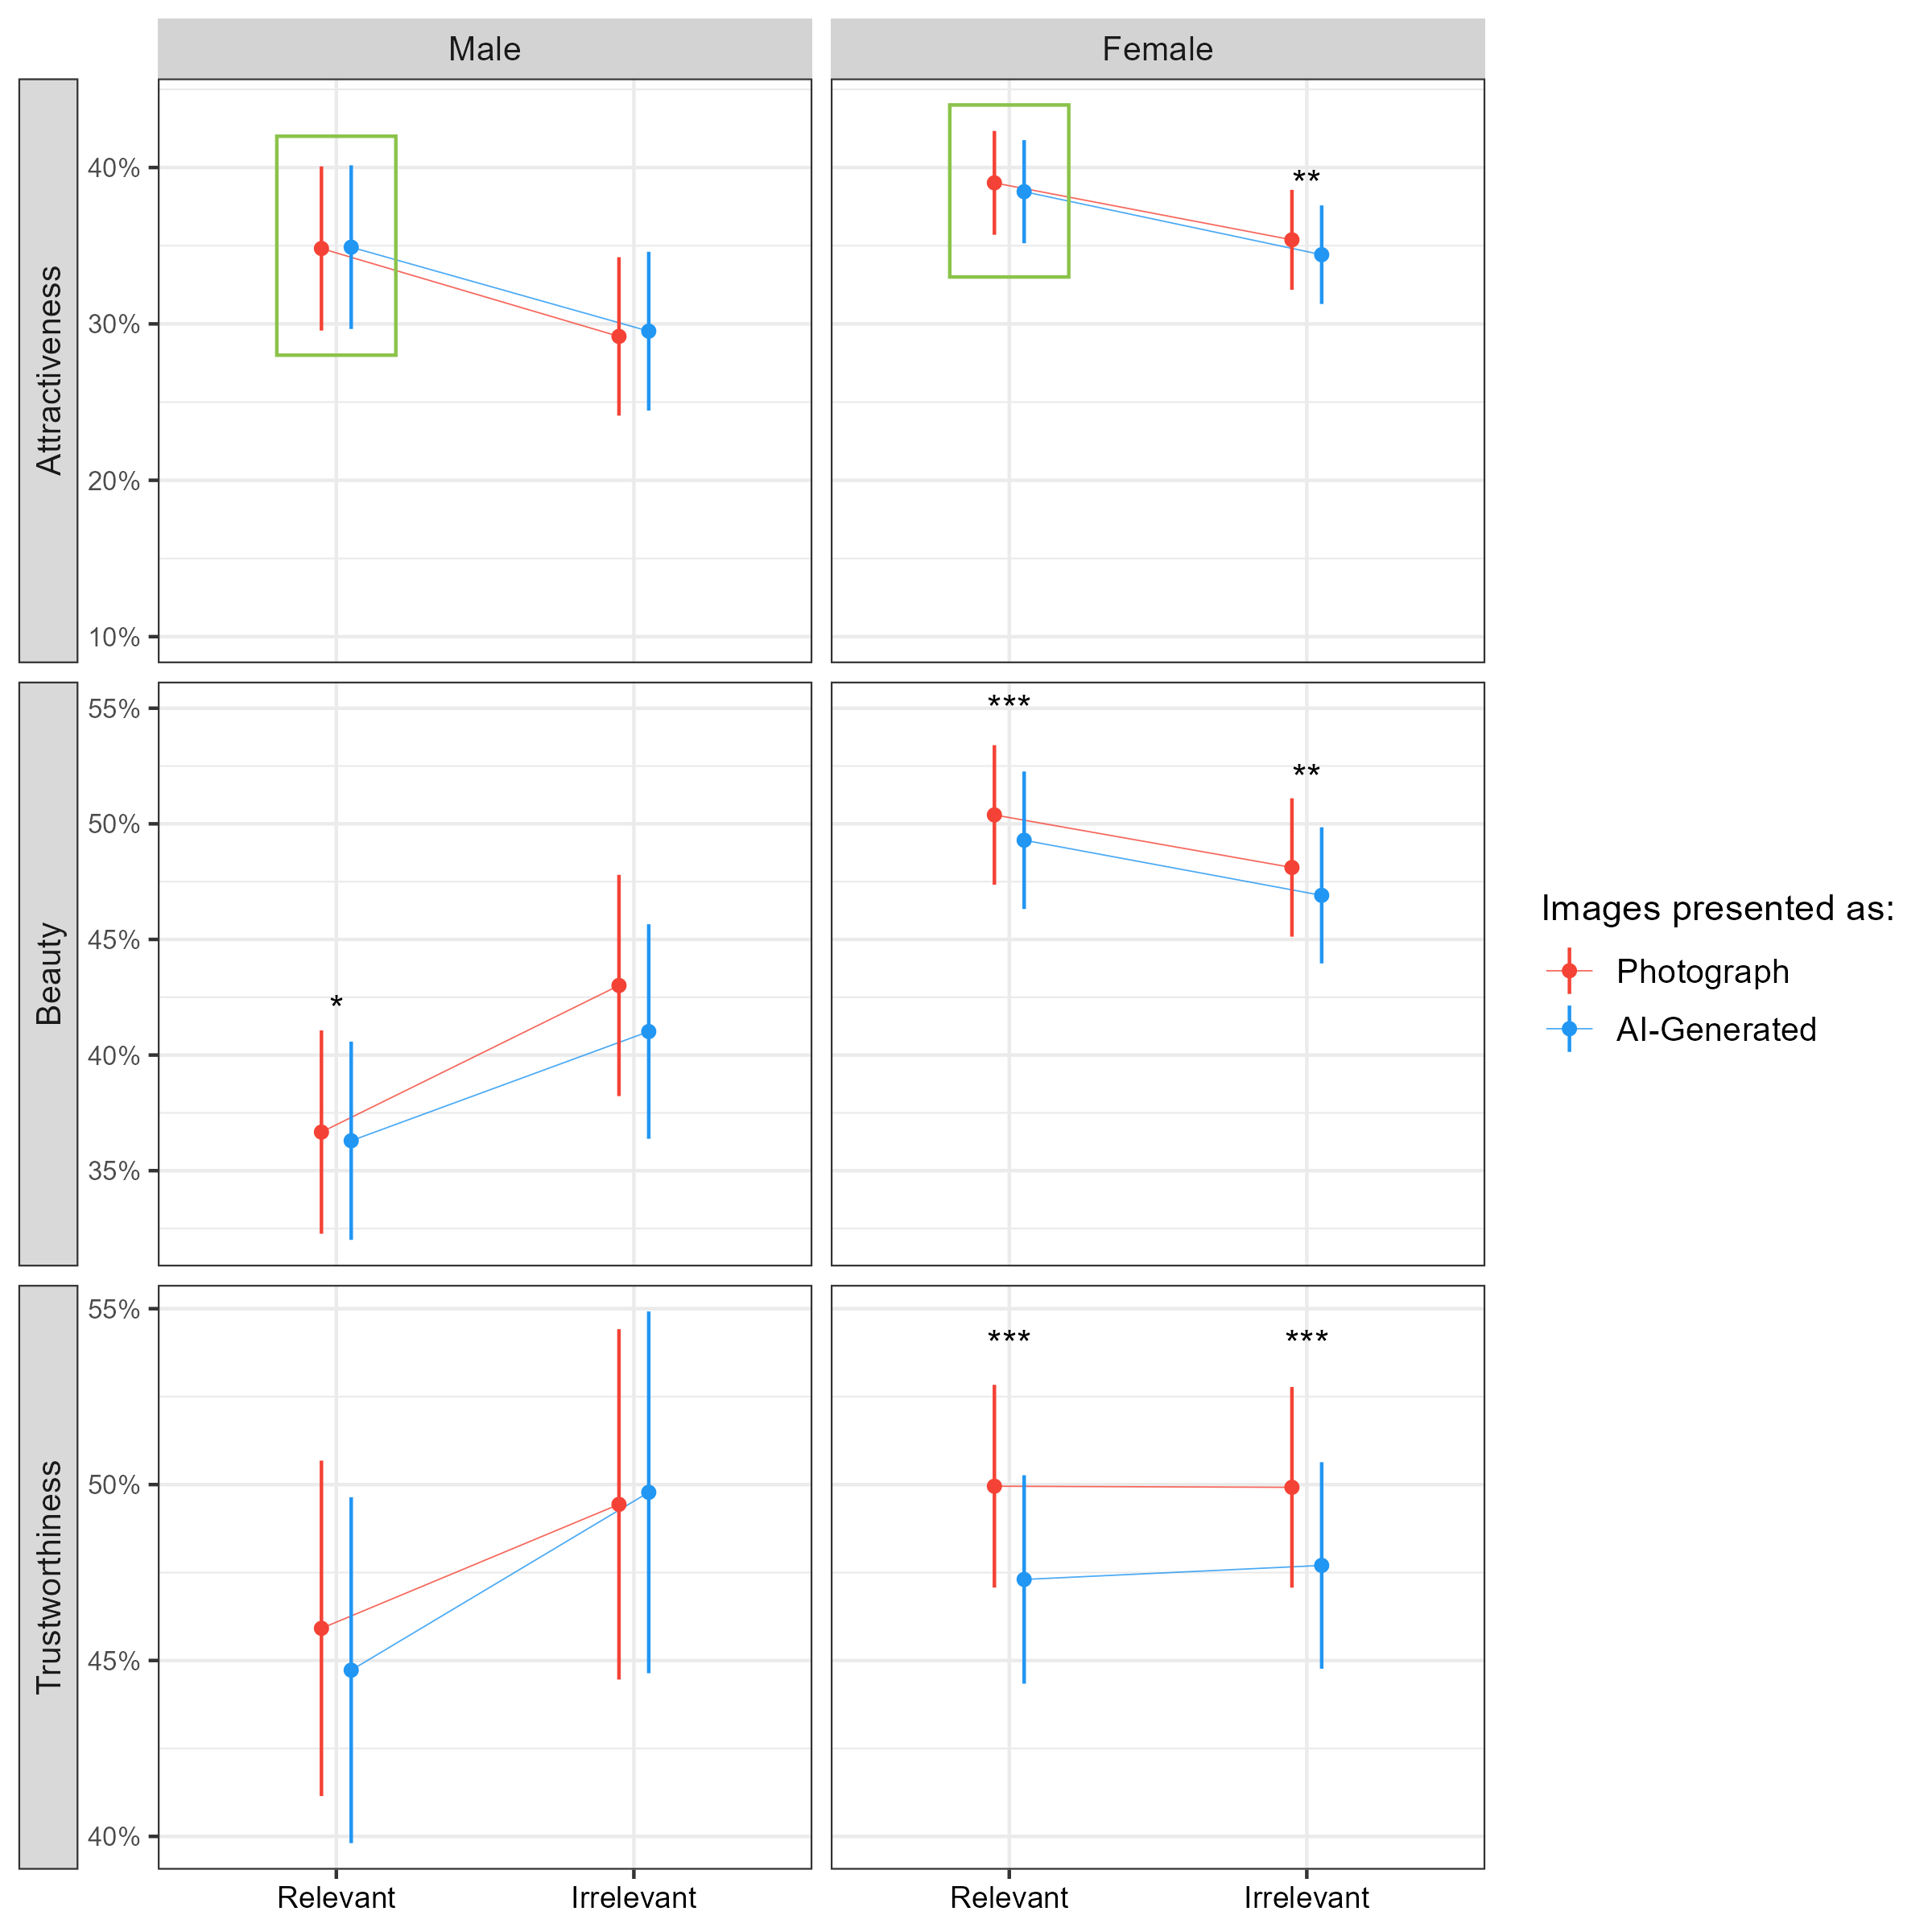 Male
Female
Attractiveness
40%
30%
20%
10%
**
Beauty
55%
50%
45%
40%
35%
*
***
**
Trustworthiness
55%
50%
45%
40%
***
***
Relevant
Irrelevant
Relevant
Irrelevant
Images presented as:
Photograph
AI-Generated